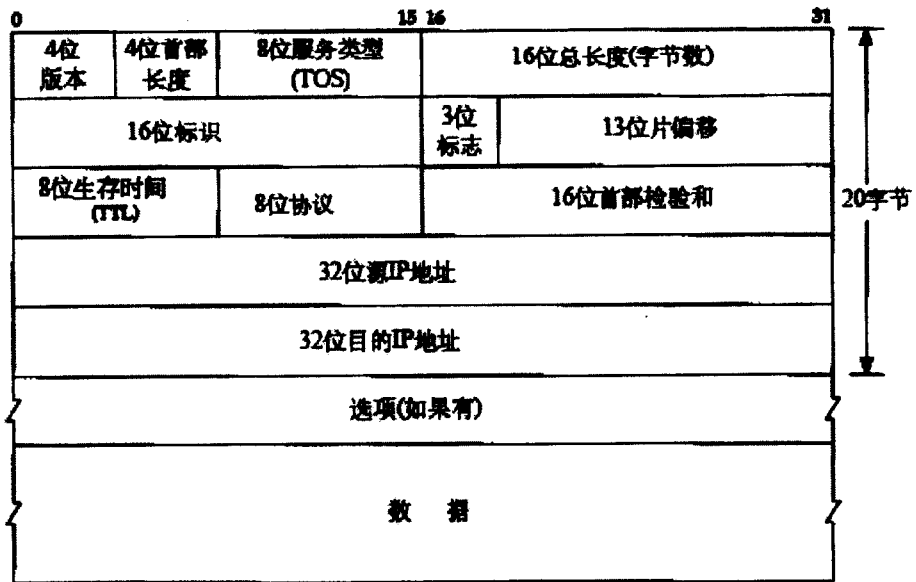 0 15 16 31
4位
版本
4位首部
长度
8位服务类型
(TOS)
16位总长度(字节数)
16位标识
3位
标志
13位片偏移
8位生存时间
(TTL)
8位协议
16位首部检验和
20字节
32位源IP地址
32位目的IP地址
选项(如果有)
数 据